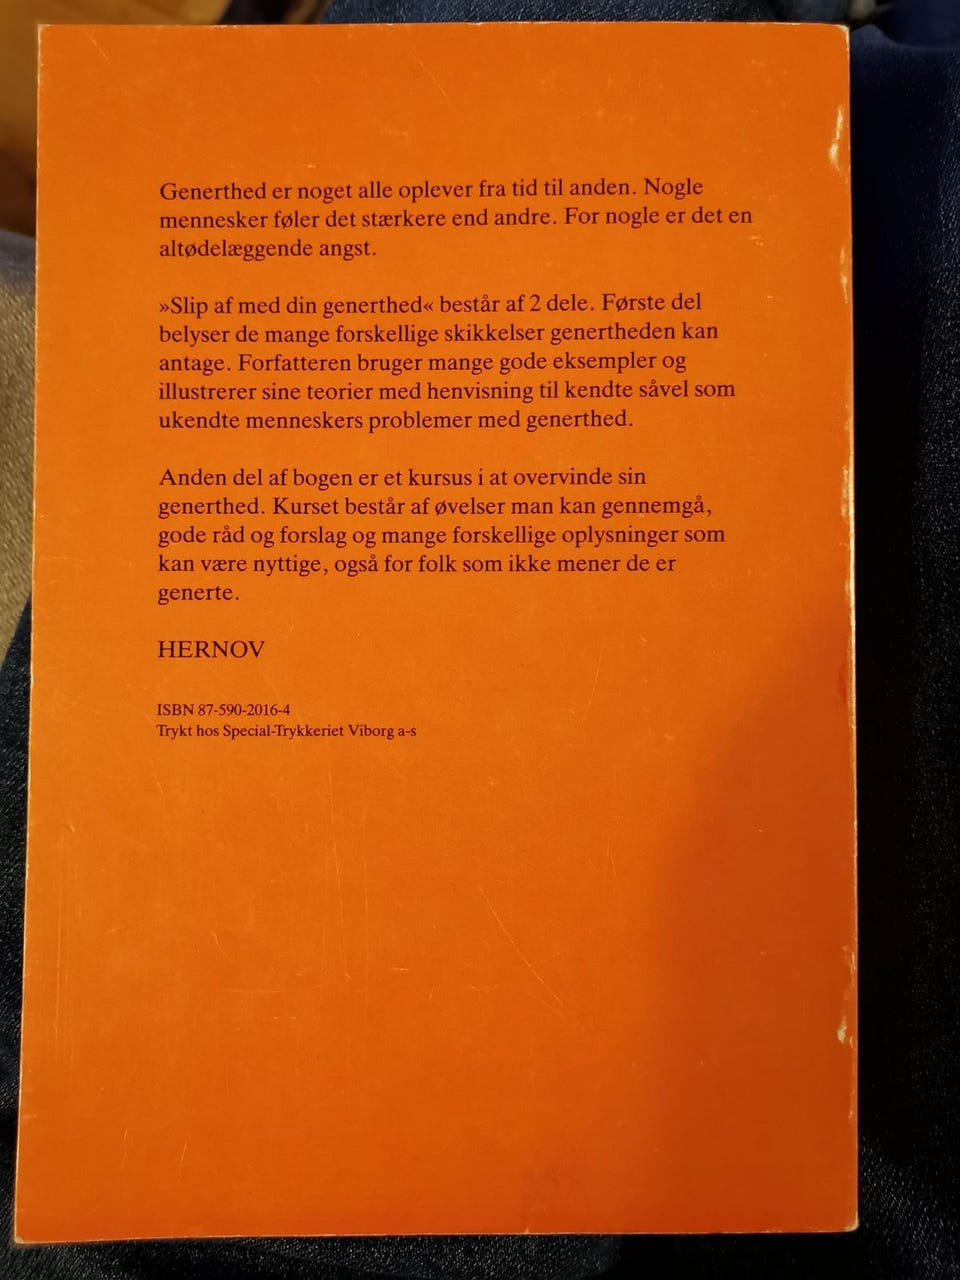 Generthed er noget alle oplever fra tid til anden. Nogle
mennesker føler det stærkere end andre. For nogle er det en
altødelæggende angst.
»Slip af med din generthed« består af 2 dele. Første del
belyser de mange forskellige skikkelser genertheden kan
antage. Forfatteren bruger mange gode eksempler og
illustrerer sine teorier med henvisning til kendte såvel som
ukendte menneskers problemer med generthed.
Anden del af bogen er et kursus i at overvinde sin
generthed. Kurset består af øvelser man kan gennemgå,
gode råd og forslag og mange forskellige oplysninger som
kan være nyttige, også for folk som ikke mener de er
generte.
HERNOV
ISBN 87-590-2016-4
Trykt hos Special-Trykkeriet Viborg a-s